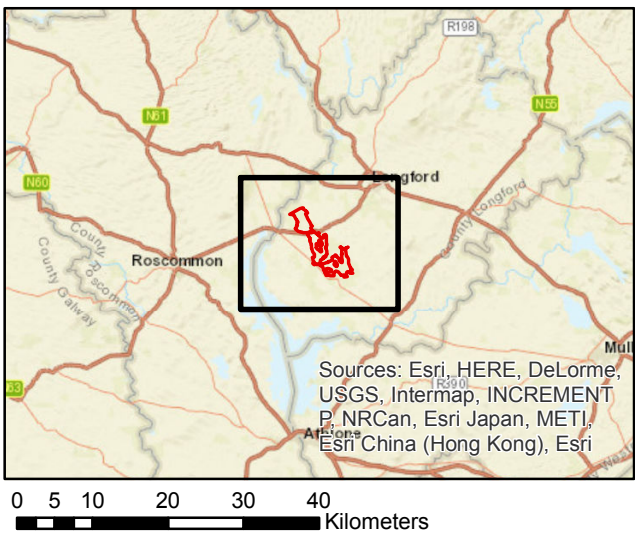 R198
N61
N55
N60
Longford
County Longford
County
Roscommon
County Galway
Roscommon
Mull
Sources: Esri, HERE, DeLorme,
USGS, Intermap, INCREMENT
P, NRCan, Esri Japan, METI,
Esri China (Hong Kong), Esri
R390
63
Athlone
0 5 10 20 30 40
Kilometers